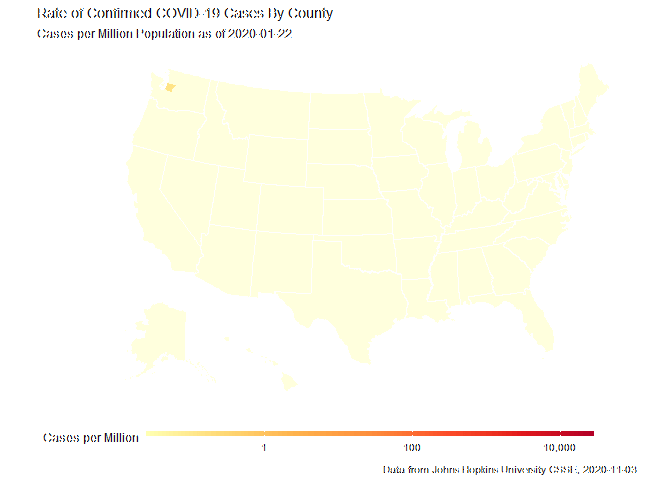 Rate of Confirmed COVID-19 Cases By County
Cases per Million Population as of 2020-01-22
Cases per Million
1
100
10,000
Data from Johns Hopkins University CSSE, 2020-11-03